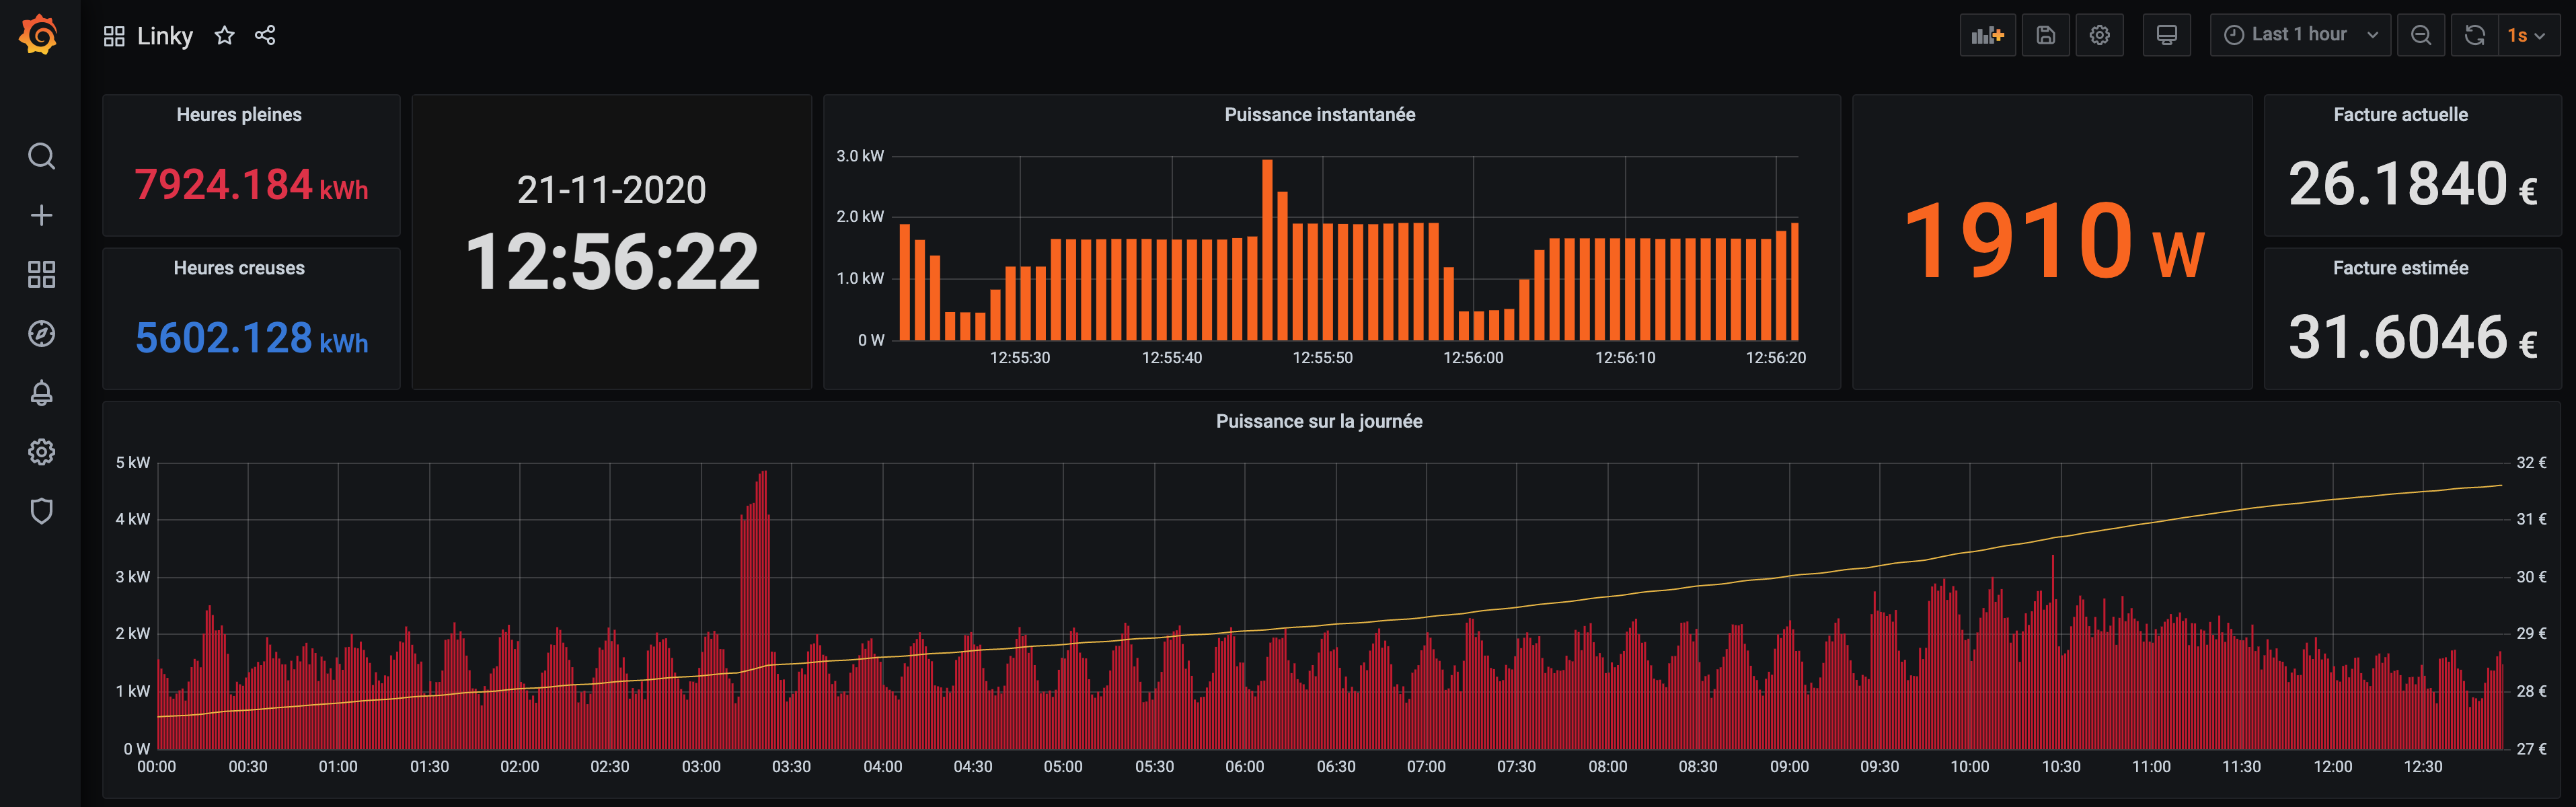 Linky
Last 1 hour
1s
Heures pleines
7924.184 kWh
Heures creuses
5602.128 kWh
21-11-2020
12:56:22
Puissance instantanée
3.0 kW
2.0 kW
1.0 kW
0 W
12:55:30 12:55:40 12:55:50 12:56:00 12:56:10 12:56:20
1910 W
Facture actuelle
26.1840 €
Facture estimée
31.6046 €
Puissance sur la journée
5 kW
4 kW
3 kW
2 kW
1 kW
0 W
32 €
31 €
30 €
29 €
28 €
27 €
00:00 00:30 01:00 01:30 02:00 02:30 03:00 03:30 04:00 04:30 05:00 05:30 06:00 06:30 07:00 07:30 08:00 08:30 09:00 09:30 10:00 10:30 11:00 11:30 12:00 12:30